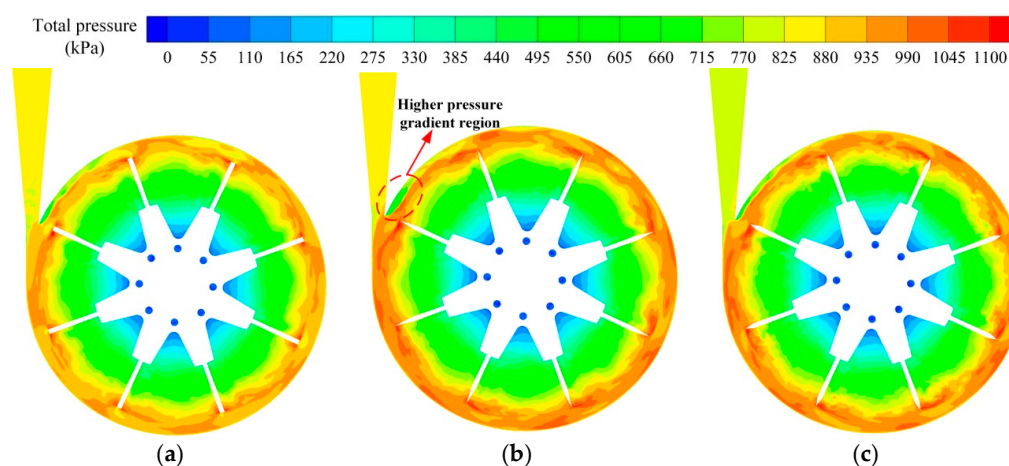 Total pressure
(kPa)
0 55 110 165 220 275 330 385 440 495 550 605 660 715 770 825 880 935 990 1045 1100
Higher pressure
gradient region
(a) (b) (c)